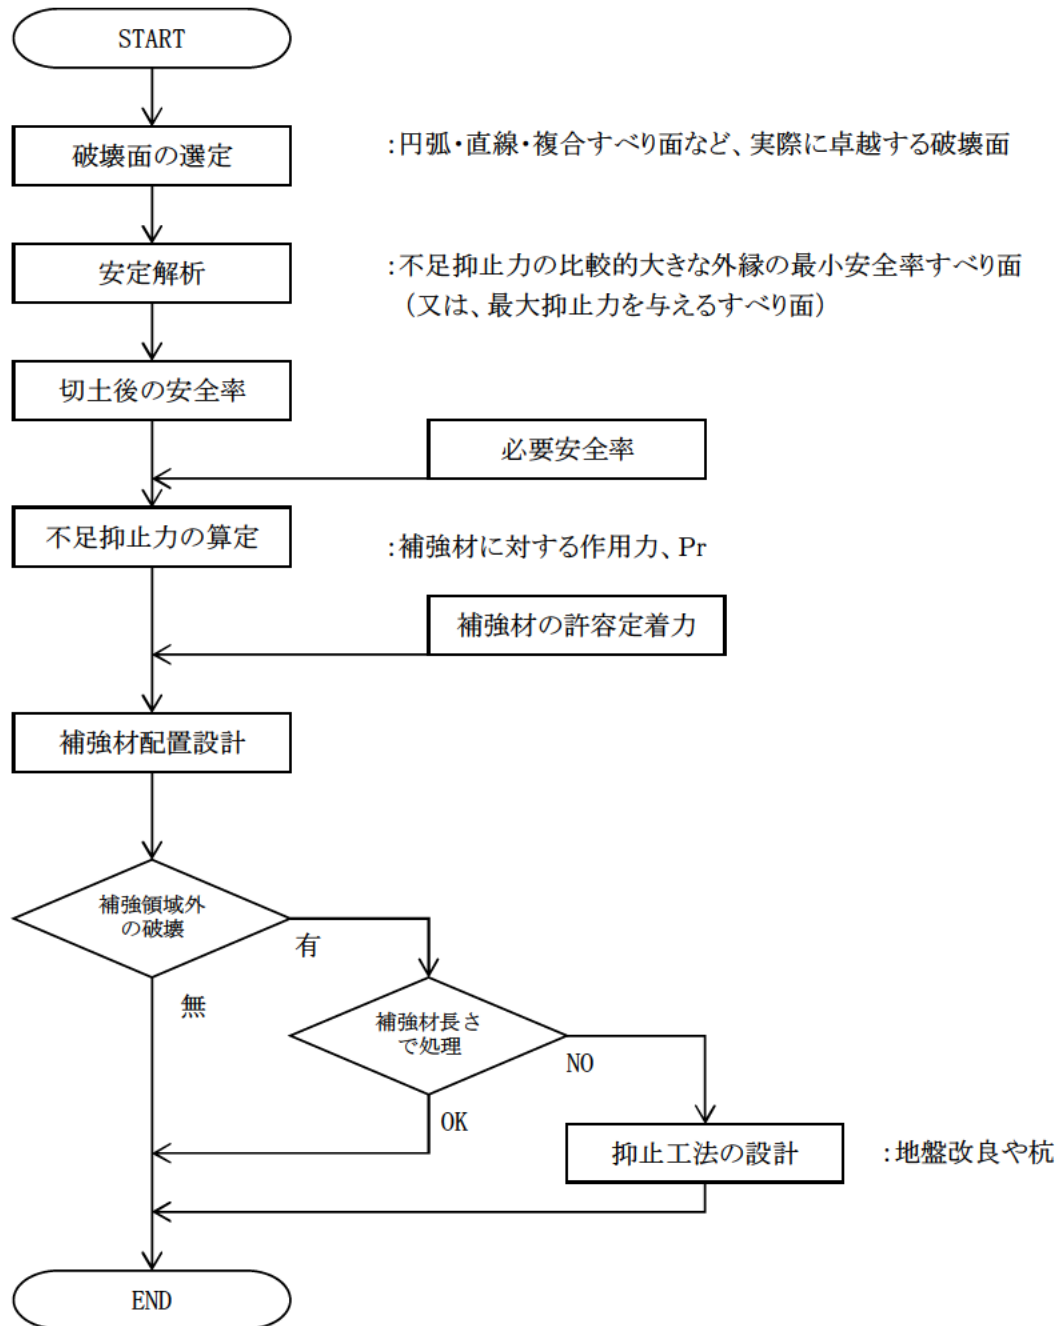 START
破壊面の選定
:円弧・直線・複合すべり面など、実際に卓越する破壊面
安定解析
:不足抑止力の比較的大きな外縁の最小安全率すべり面
(又は、最大抑止力を与えるすべり面)
切土後の安全率
必要安全率
不足抑止力の算定
:補強材に対する作用力、Pr
補強材の許容定着力
補強材配置設計
補強領域外
の破壊
有
無
補強材長さ
で処理
NO
OK
抑止工法の設計
:地盤改良や杭
END